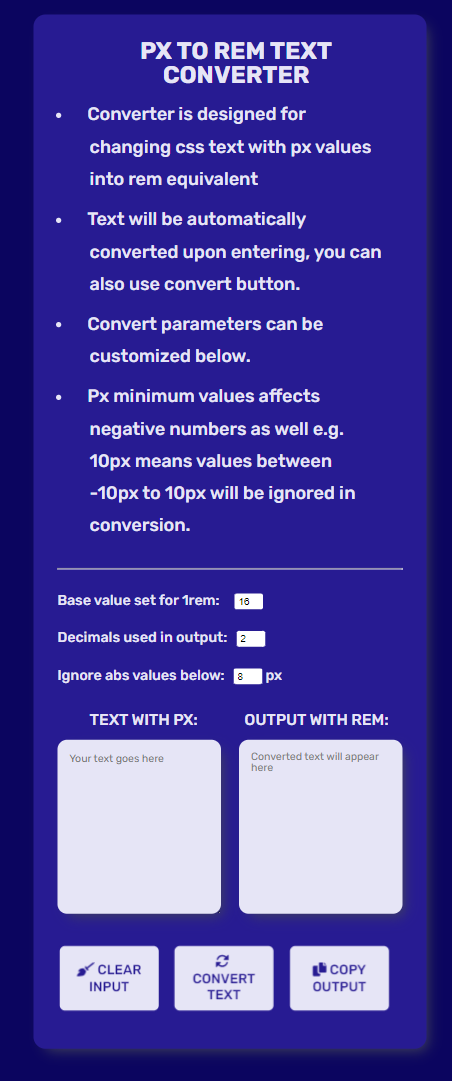 PX TO REM TEXT
CONVERTER
• Converter is designed for
changing css text with px values
into rem equivalent
• Text will be automatically
converted upon entering, you can
also use convert button.
• Convert parameters can be
customized below.
• Px minimum values affects
negative numbers as well e.g.
10px means values between
-10px to 10px will be ignored in
conversion.
Base value set for 1rem: 16
Decimals used in output: 2
Ignore abs values below: 8 px
TEXT WITH PX:
Your text goes here
OUTPUT WITH REM:
Converted text will appear
here
CLEAR
INPUT
CONVERT
TEXT
COPY
OUTPUT